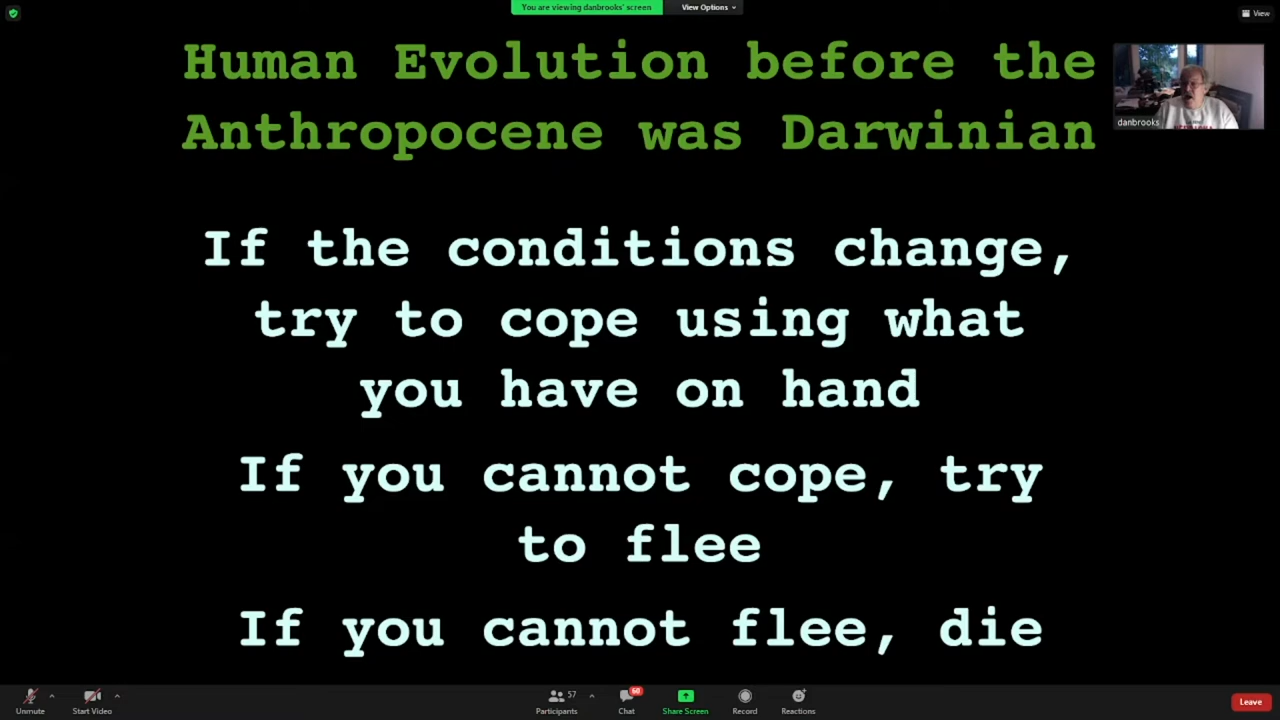 You are viewing danbrooks' screen
View Options
View
Human Evolution before the
Anthropocene was Darwinian
danbrooks
If the conditions change,
try to cope using what
you have on hand
If you cannot cope, try
to flee
If you cannot flee, die
Unmute
Start Video
57
Participants
60
Chat
Share Screen
Record
Reactions
Leave